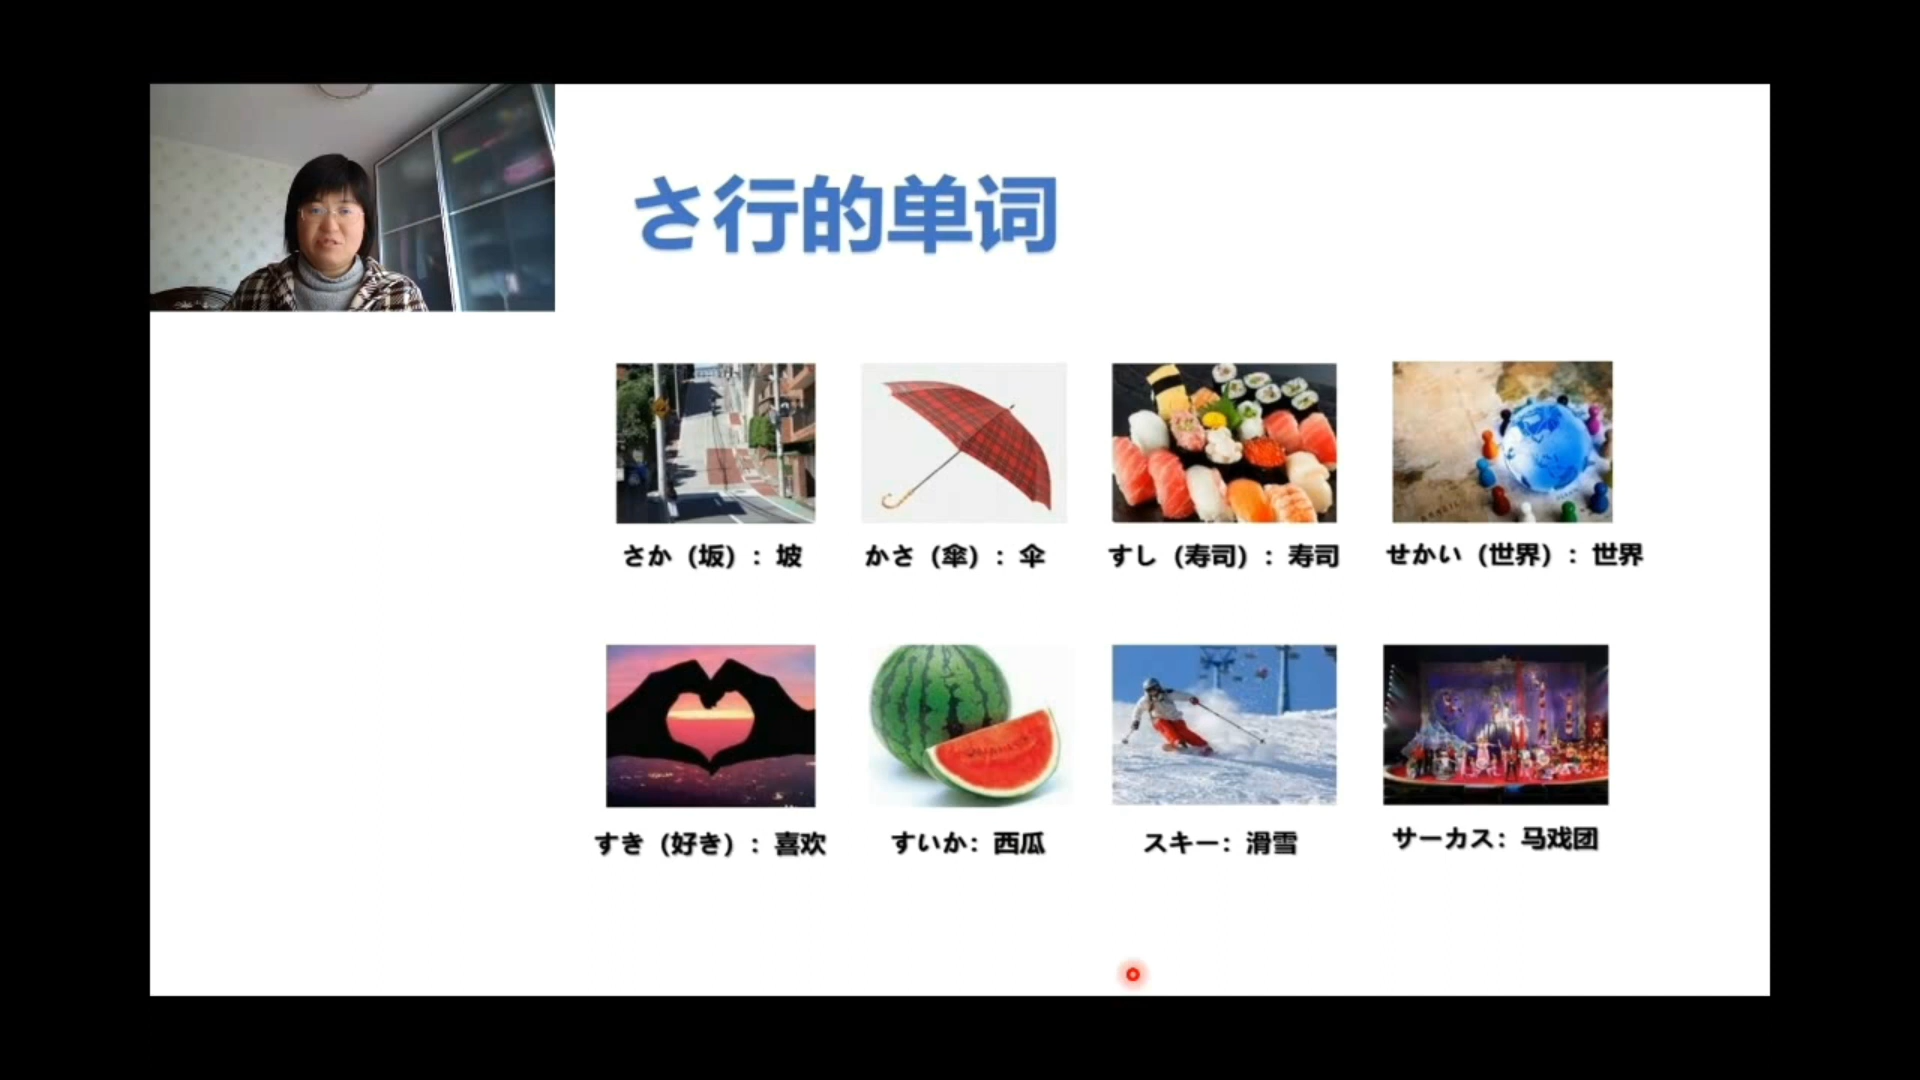 さ行的单词
さか（坂）：坡
かさ（傘）：伞
すし（寿司）：寿司
せかい（世界）：世界
すき（好き）：喜欢
すいか：西瓜
スキー：滑雪
サーカス：马戏团